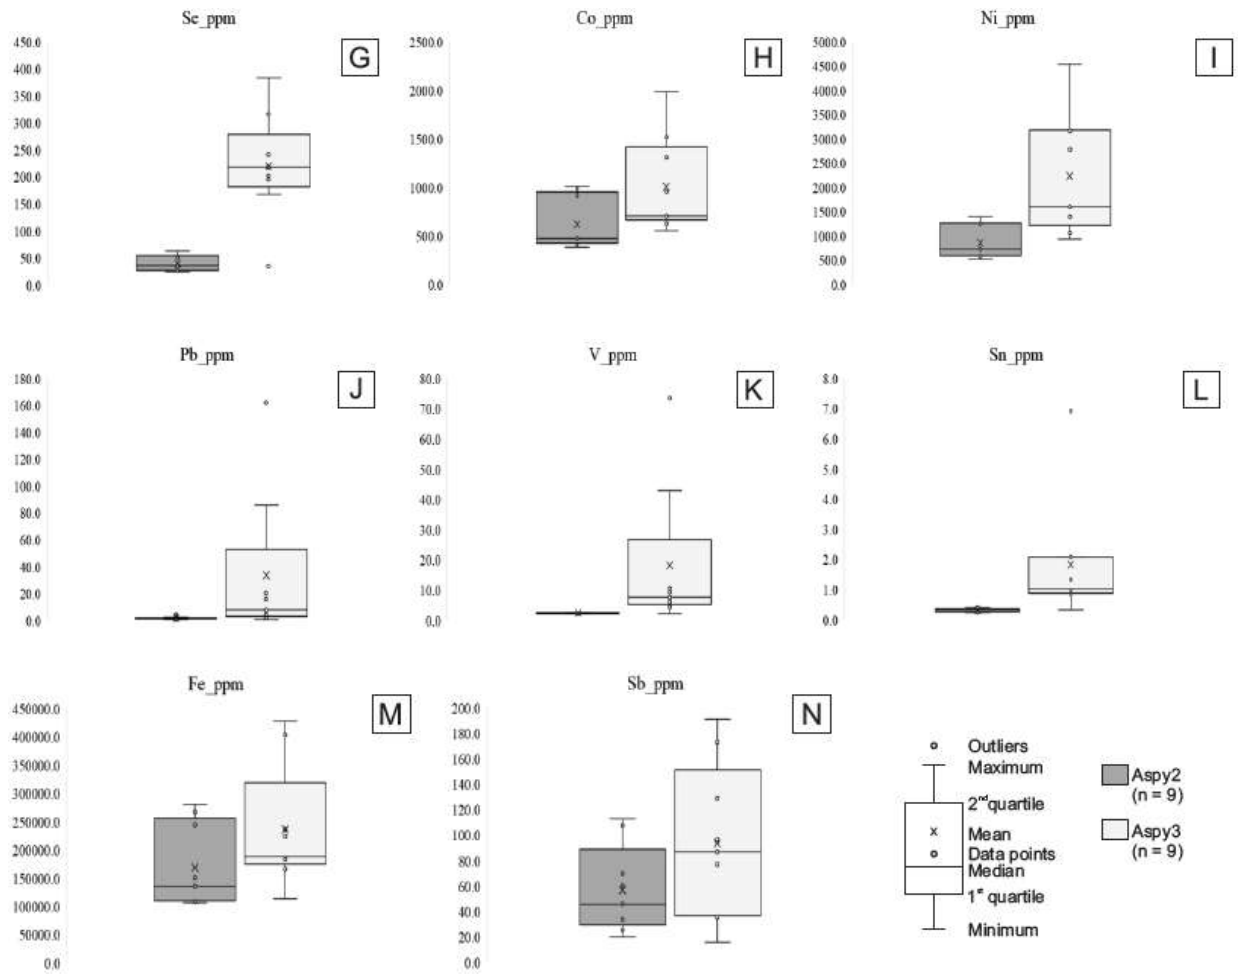 Se_ppm
G
450.0
400.0
350.0
300.0
250.0
200.0
150.0
100.0
50.0
0.0
Co_ppm
H
2500.0
2000.0
1500.0
1000.0
500.0
0.0
Ni_ppm
I
5000.0
4500.0
4000.0
3500.0
3000.0
2500.0
2000.0
1500.0
1000.0
500.0
0.0
Pb_ppm
J
180.0
160.0
140.0
120.0
100.0
80.0
60.0
40.0
20.0
0.0
V_ppm
K
80.0
70.0
60.0
50.0
40.0
30.0
20.0
10.0
0.0
Sn_ppm
L
8.0
7.0
6.0
5.0
4.0
3.0
2.0
1.0
0.0
Fe_ppm
M
450000.0
400000.0
350000.0
300000.0
250000.0
200000.0
150000.0
100000.0
50000.0
0.0
Sb_ppm
N
200.0
180.0
160.0
140.0
120.0
100.0
80.0
60.0
40.0
20.0
0.0
Outliers
Maximum
2nd quartile
Mean
Data points
Median
1st quartile
Minimum
Aspy2
(n = 9)
Aspy3
(n = 9)